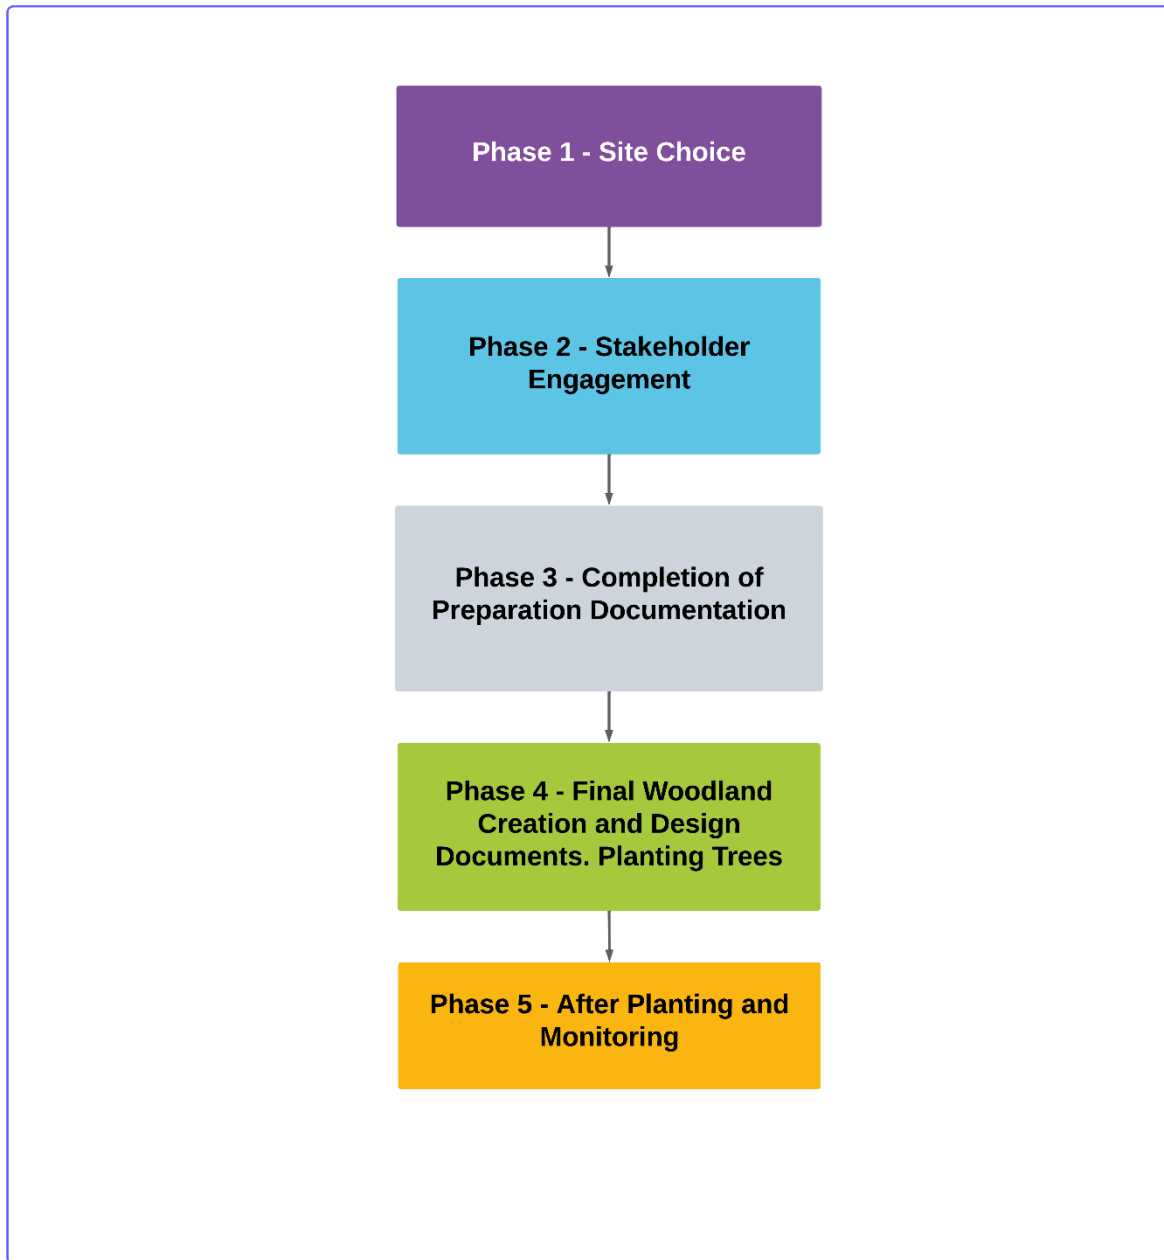 Phase 1 - Site Choice
Phase 2 - Stakeholder
Engagement
Phase 3 - Completion of
Preparation Documentation
Phase 4 - Final Woodland
Creation and Design
Documents. Planting Trees
Phase 5 - After Planting and
Monitoring